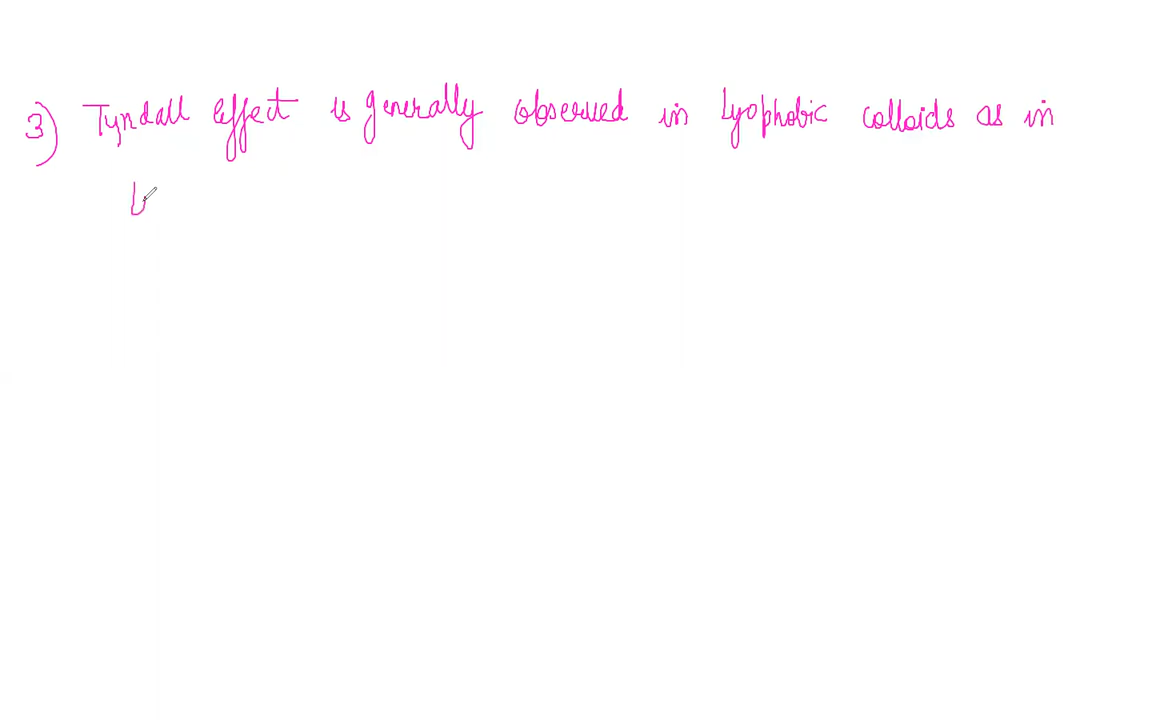 3) Tyndall effect is generally observed in Lyophobic colloids as in